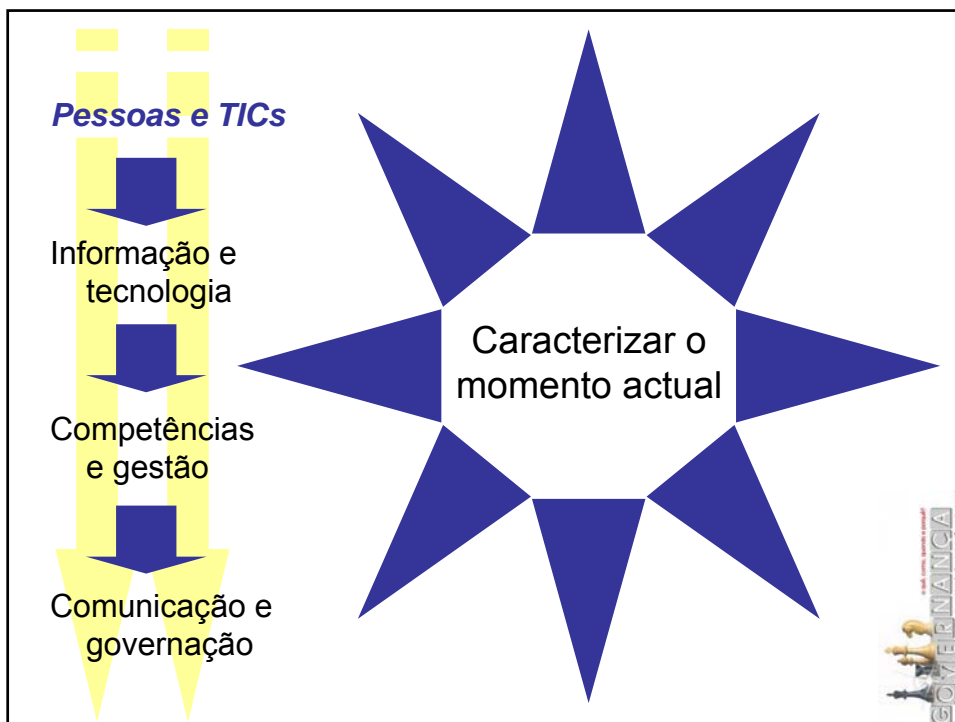 Pessoas e TICs
Informação e
tecnologia
Competências
e gestão
Comunicação e
governação
Caracterizar o
momento actual
GOVERNANÇA